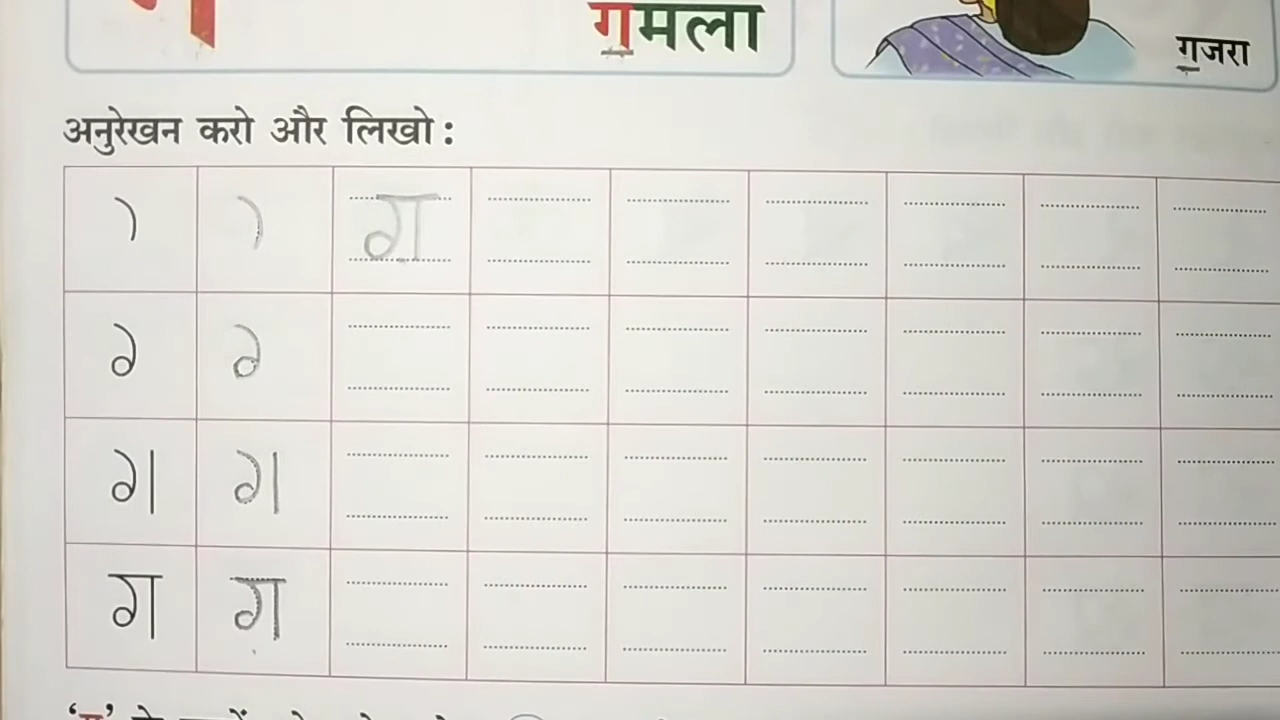 गमला
गजरा
अनुरेखन करो और लिखो :
ग
ग ग
ग ग